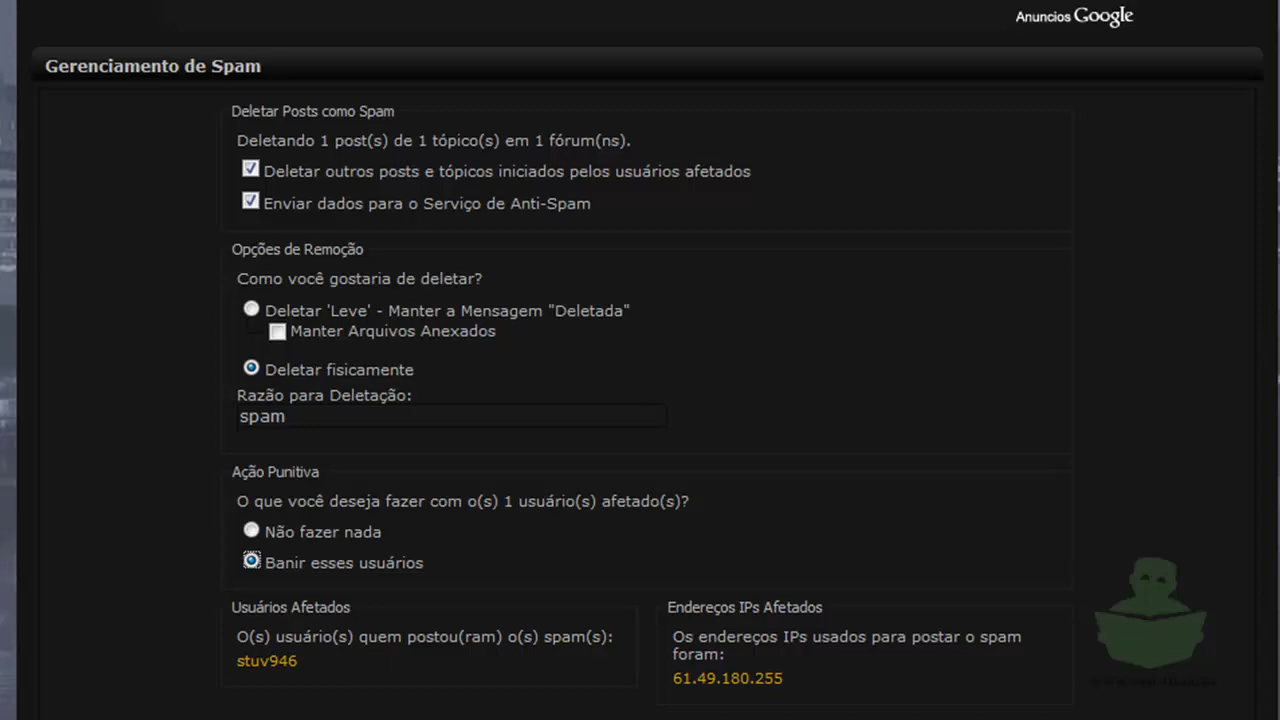 Anuncios Google
Gerenciamento de Spam
Deletar Posts como Spam
Deletando 1 post(s) de 1 tópico(s) em 1 fórum(ns).
Deletar outros posts e tópicos iniciados pelos usuários afetados
Enviar dados para o Serviço de Anti-Spam
Opções de Remoção
Como você gostaria de deletar?
Deletar 'Leve' - Manter a Mensagem "Deletada"
Manter Arquivos Anexados
Deletar fisicamente
Razão para Deletação:
spam
Ação Punitiva
O que você deseja fazer com o(s) 1 usuário(s) afetado(s)?
Não fazer nada
Banir esses usuários
Usuários Afetados
O(s) usuário(s) quem postou(ram) o(s) spam(s):
stuv946
Endereços IPs Afetados
Os endereços IPs usados para postar o spam
foram:
61.49.180.255